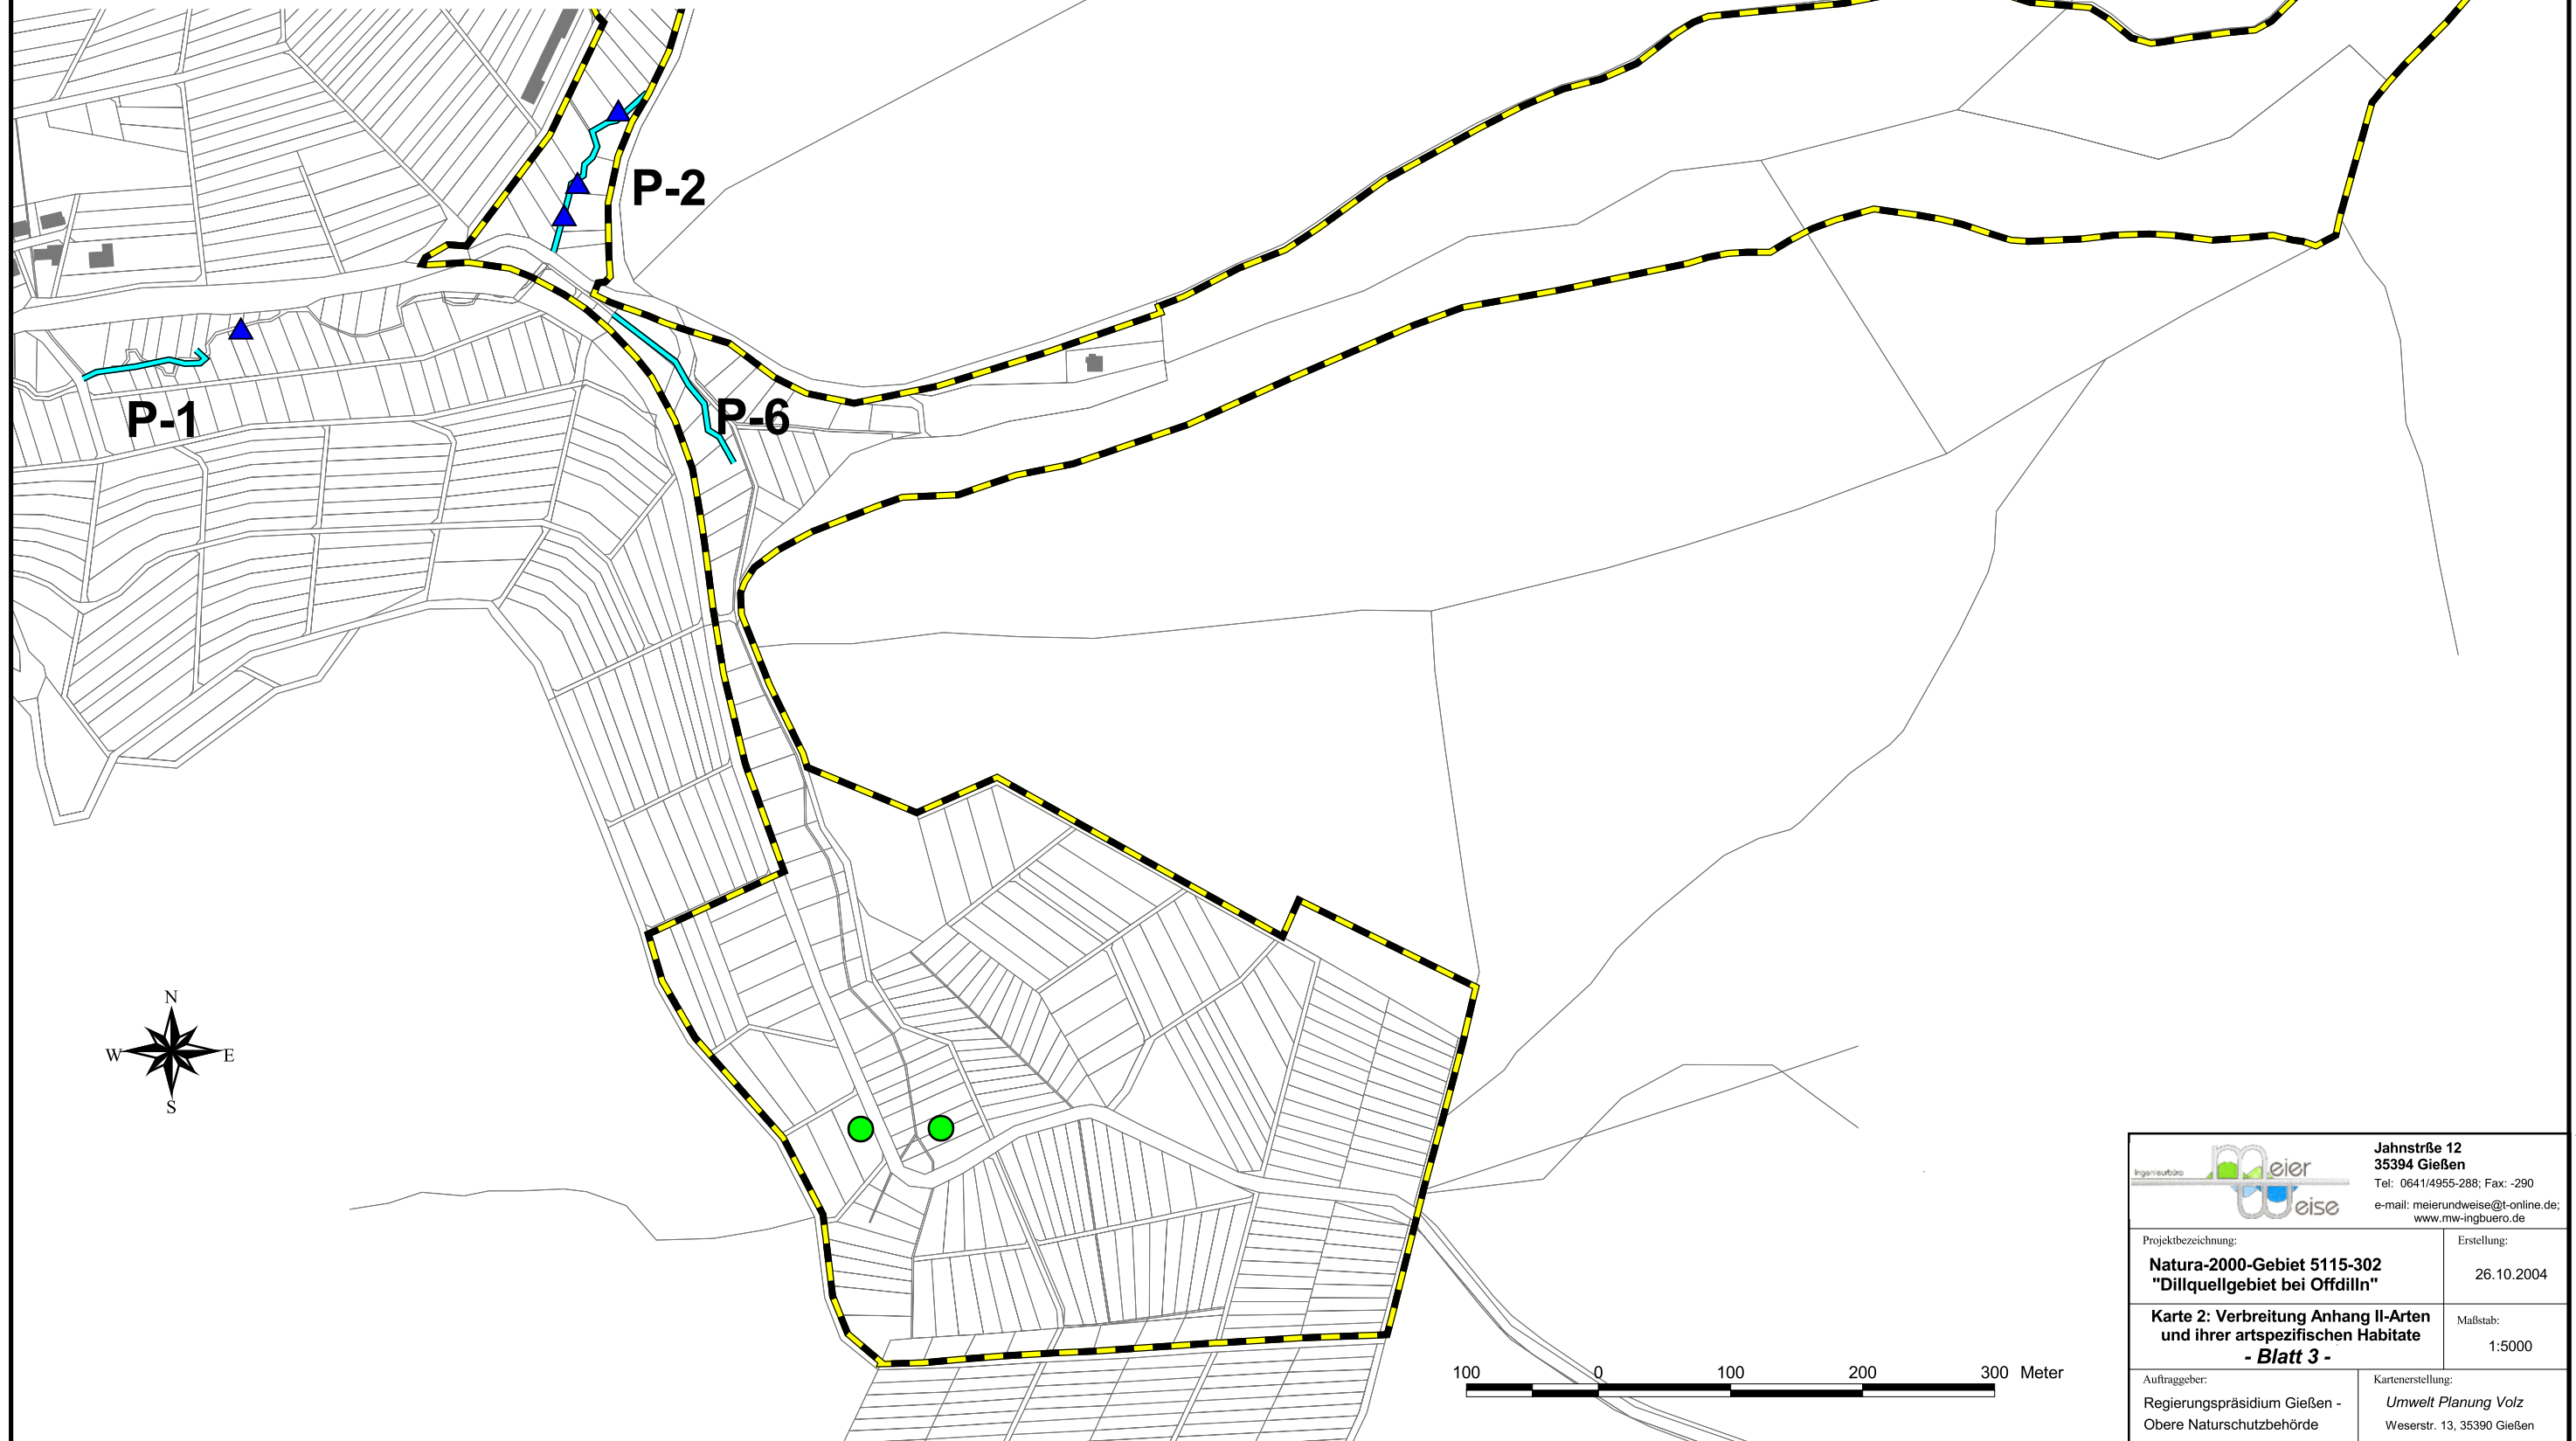 P-2
P-1
P-6
N
W E
S
100 0 100 200 300 Meter
Ingenieurbüro
eier
eise
Jahnstrße 12
35394 Gießen
Tel: 0641/4955-288; Fax: -290
e-mail: meierundweise@t-online.de;
www.mw-ingbuero.de
Projektbezeichnung:
Natura-2000-Gebiet 5115-302
"Dillquellgebiet bei Offdilln"
Erstellung:
26.10.2004
Karte 2: Verbreitung Anhang II-Arten
und ihrer artspezifischen Habitate
- Blatt 3 -
Maßstab:
1:5000
Auftraggeber:
Regierungspräsidium Gießen -
Obere Naturschutzbehörde
Kartenerstellung:
Umwelt Planung Volz
Weserstr. 13, 35390 Gießen